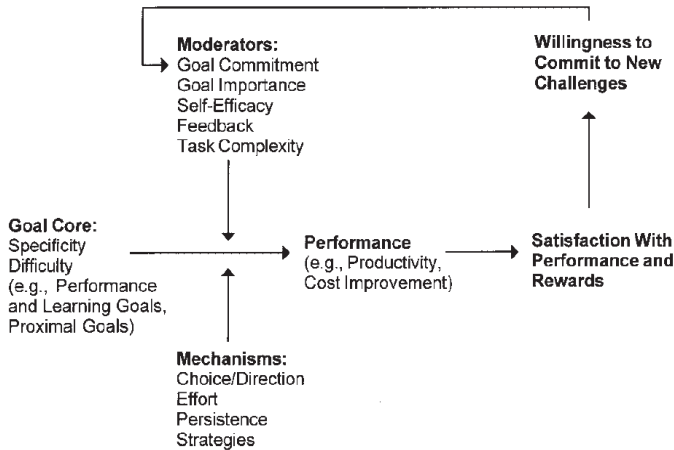 Moderators:
Goal Commitment
Goal Importance
Self-Efficacy
Feedback
Task Complexity
Willingness to
Commit to New
Challenges
Goal Core:
Specificity
Difficulty
(e.g., Performance
and Learning Goals,
Proximal Goals)
Performance
(e.g., Productivity,
Cost Improvement)
Satisfaction With
Performance and
Rewards
Mechanisms:
Choice/Direction
Effort
Persistence
Strategies